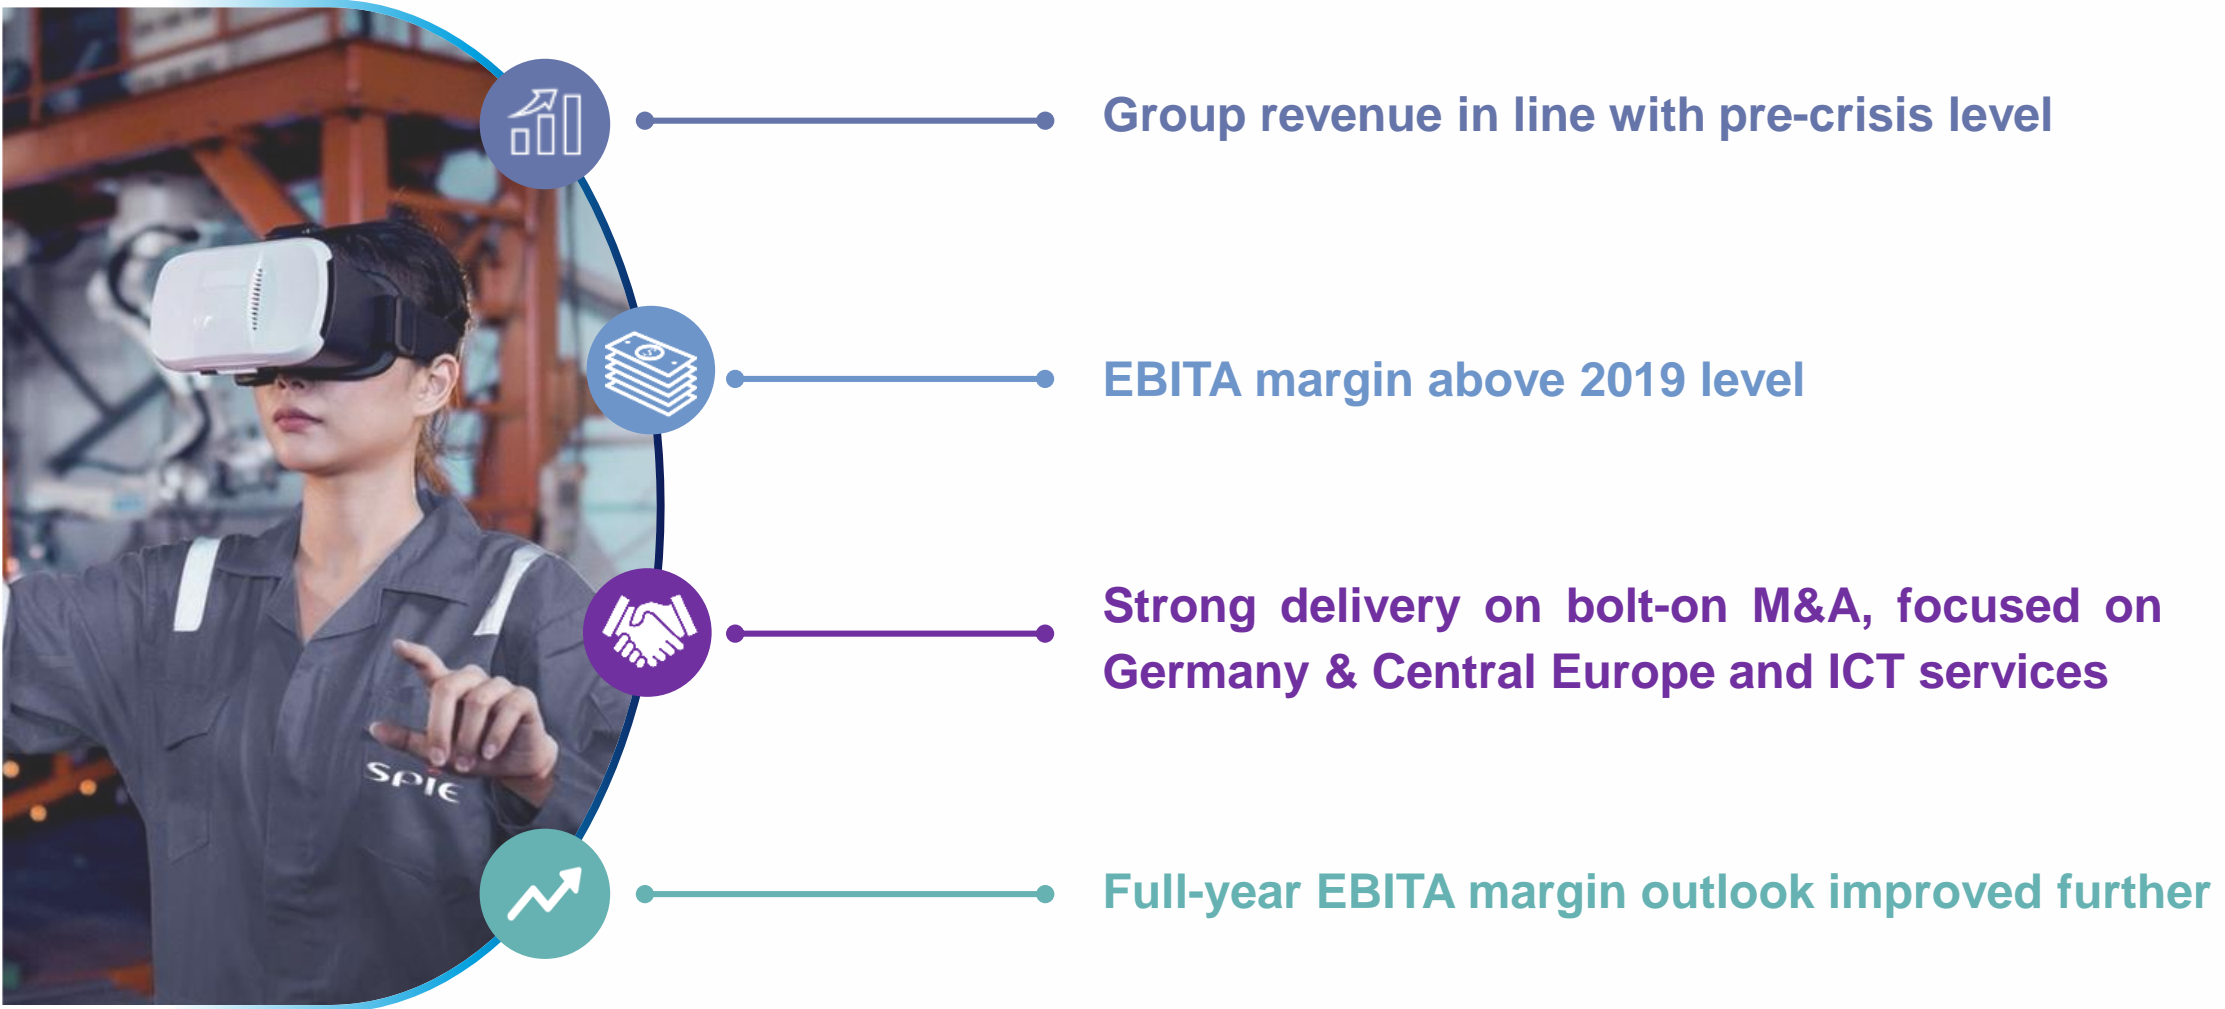 Group revenue in line with pre-crisis level
EBITA margin above 2019 level
Strong delivery on bolt-on M&A, focused on
Germany & Central Europe and ICT services
SPIE
Full-year EBITA margin outlook improved further